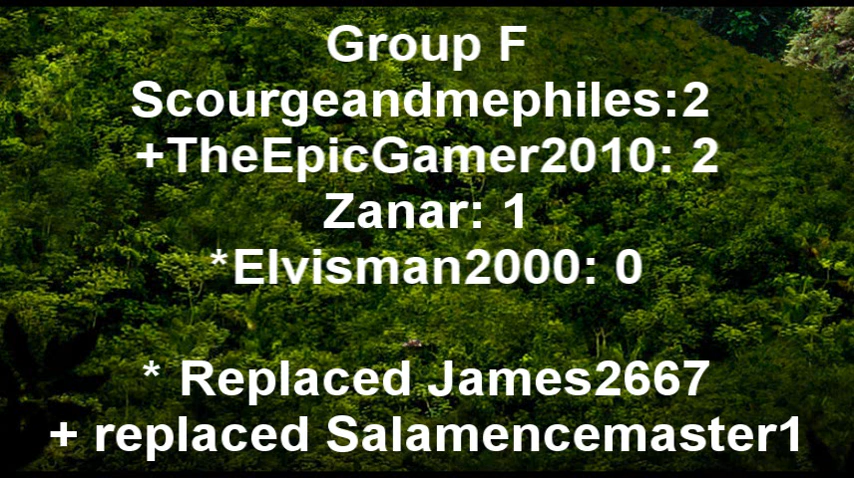 Group F
Scourgeandmephiles:2
+TheEpicGamer2010: 2
Zanar: 1
*Elvisman2000: 0
* Replaced James2667
+ replaced Salamencemaster1